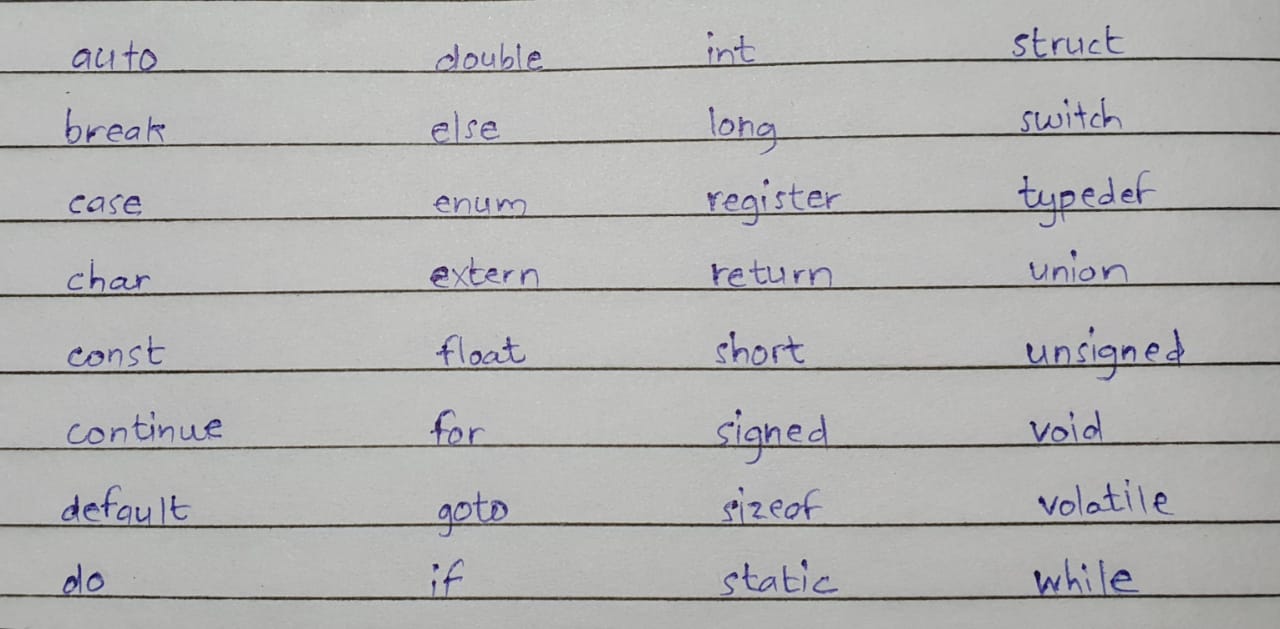 auto double int struct
break else long switch
case enum register typedef
char extern return union
const float short unsigned
continue for signed void
default goto sizeof volatile
do if static while